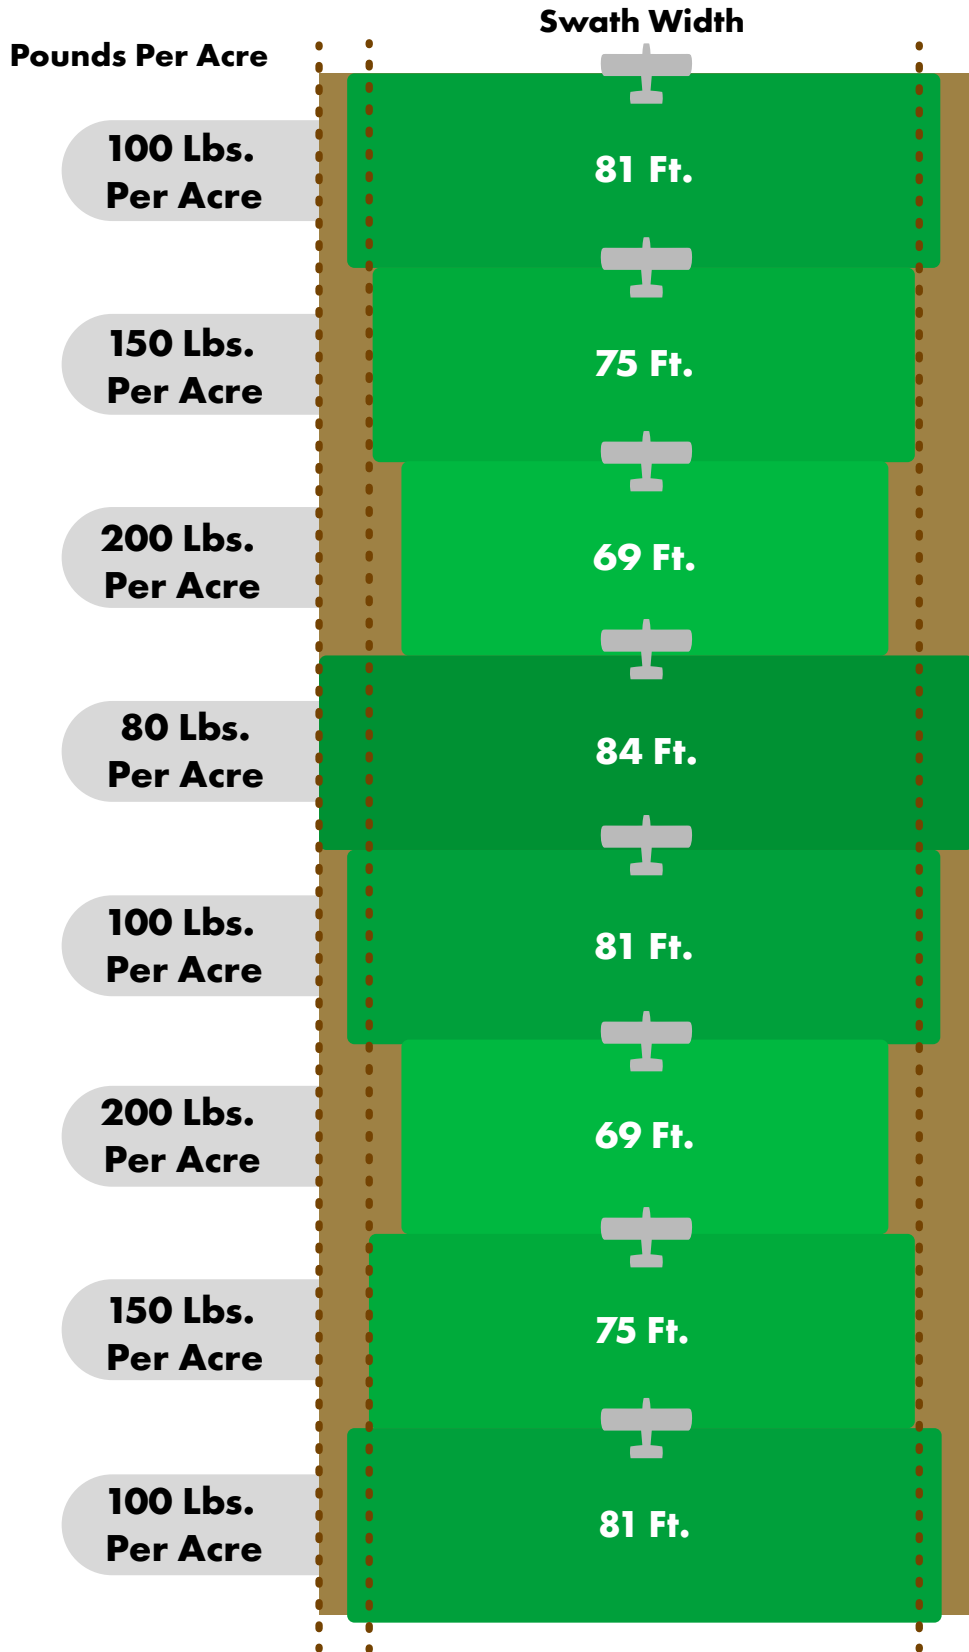 Swath Width
Pounds Per Acre
100 Lbs.
Per Acre
81 Ft.
150 Lbs.
Per Acre
75 Ft.
200 Lbs.
Per Acre
69 Ft.
80 Lbs.
Per Acre
84 Ft.
100 Lbs.
Per Acre
81 Ft.
200 Lbs.
Per Acre
69 Ft.
150 Lbs.
Per Acre
75 Ft.
100 Lbs.
Per Acre
81 Ft.